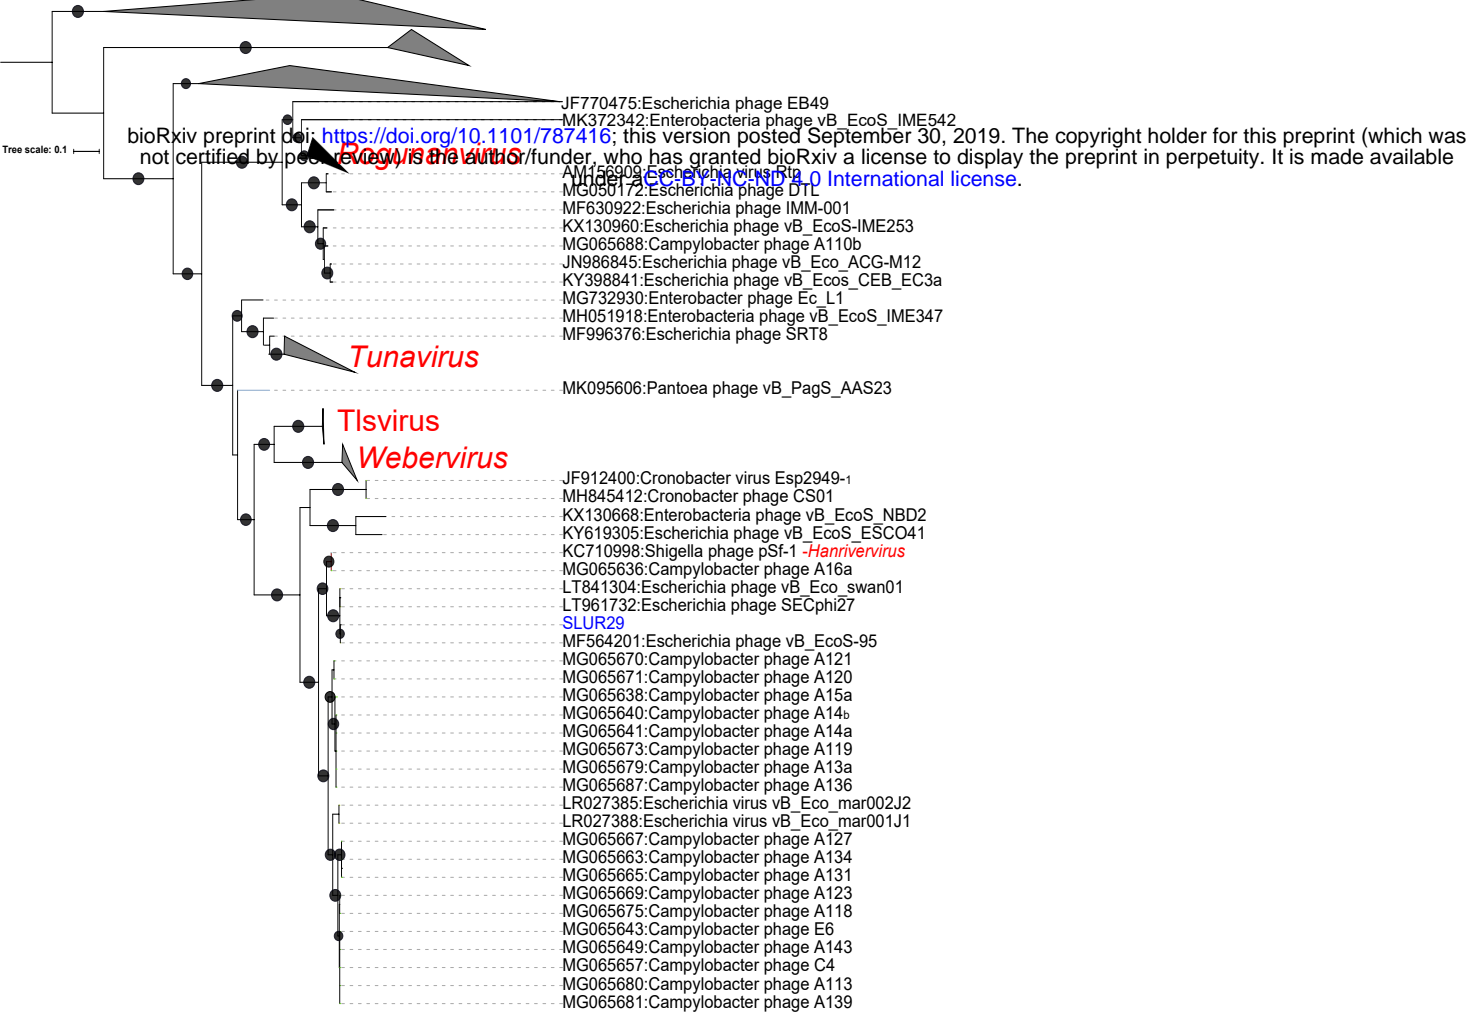 JF770475:Escherichia phage EB49
MK372342:Enterobacteria phage vB_EcoS_IME542
bioRxiv preprint doi: https://doi.org/10.1101/787416; this version posted September 30, 2019. The copyright holder for this preprint (which was
Tree scale: 0.1
not certified by peer review) is the author/funder, who has granted bioRxiv a license to display the preprint in perpetuity. It is made available
Rogunavirus
AM156909:Escherichia virus Rtp
under aCC-BY-NC-ND 4.0 International license.
MG050172:Escherichia phage DTL
MF630922:Escherichia phage IMM-001
KX130960:Escherichia phage vB_EcoS-IME253
MG065688:Campylobacter phage A110b
JN986845:Escherichia phage vB_Eco_ACG-M12
KY398841:Escherichia phage vB_Ecos_CEB_EC3a
MG732930:Enterobacter phage Ec_L1
MH051918:Enterobacteria phage vB_EcoS_IME347
MF996376:Escherichia phage SRT8
Tunavirus
MK095606:Pantoea phage vB_PagS_AAS23
Tlsvirus
Webervirus
JF912400:Cronobacter virus Esp2949-1
MH845412:Cronobacter phage CS01
KX130668:Enterobacteria phage vB_EcoS_NBD2
KY619305:Escherichia phage vB_EcoS_ESCO41
KC710998:Shigella phage pSf-1 -Hanrivervirus
MG065636:Campylobacter phage A16a
LT841304:Escherichia phage vB_Eco_swan01
LT961732:Escherichia phage SECphi27
SLUR29
MF564201:Escherichia phage vB_EcoS-95
MG065670:Campylobacter phage A121
MG065671:Campylobacter phage A120
MG065638:Campylobacter phage A15a
MG065640:Campylobacter phage A14b
MG065641:Campylobacter phage A14a
MG065673:Campylobacter phage A119
MG065679:Campylobacter phage A13a
MG065687:Campylobacter phage A136
LR027385:Escherichia virus vB_Eco_mar002J2
LR027388:Escherichia virus vB_Eco_mar001J1
MG065667:Campylobacter phage A127
MG065663:Campylobacter phage A134
MG065665:Campylobacter phage A131
MG065669:Campylobacter phage A123
MG065675:Campylobacter phage A118
MG065643:Campylobacter phage E6
MG065649:Campylobacter phage A143
MG065657:Campylobacter phage C4
MG065680:Campylobacter phage A113
MG065681:Campylobacter phage A139